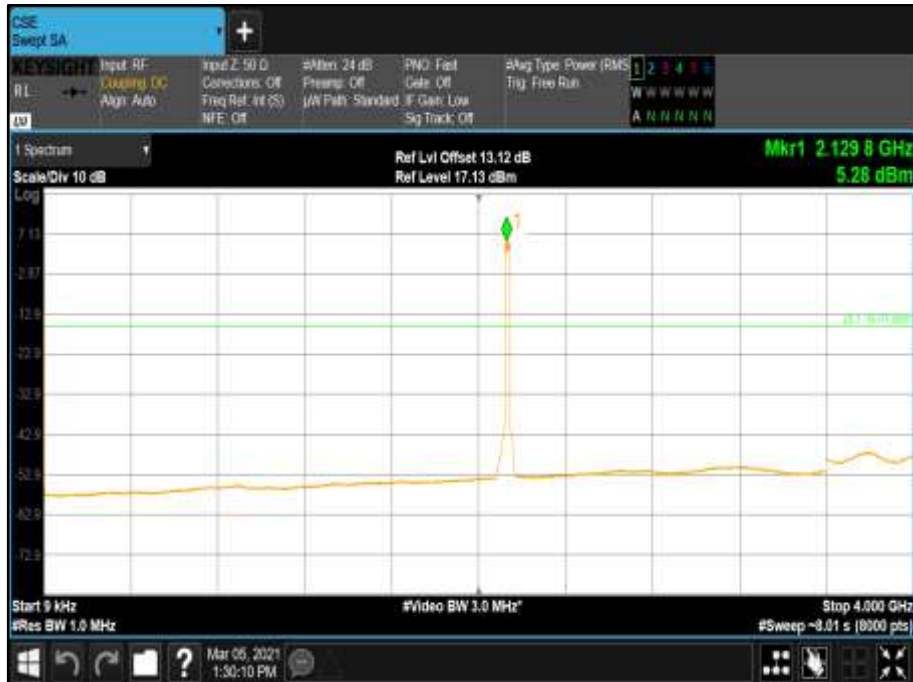 CSE
Swept SA
+
KEYSIGHT
RL
Input: RF
Coupling: DC
Align: Auto
Input Z: 50 Ω
Corrections: Off
Freq Ref: Int (S)
NFE: Off
#Atten: 24 dB
Preamp: Off
µW Path: Standard
PNO: Fast
Gate: Off
IF Gain: Low
Sig Track: Off
#Avg Type: Power (RMS
Trig: Free Run
1 2 3 4 5 6
W W W W W W
A N N N N N
1 Spectrum
Scale/Div 10 dB
Ref Lvl Offset 13.12 dB
Ref Level 17.13 dBm
Mkr1 2.129 8 GHz
5.28 dBm
Log
7.13
-2.87
-12.9
-22.9
-32.9
-42.9
-52.9
-62.9
-72.9
1
Start 9 kHz
#Res BW 1.0 MHz
#Video BW 3.0 MHz*
Stop 4.000 GHz
#Sweep ~8.01 s (8000 pts)
?
Mar 05, 2021
1:30:10 PM